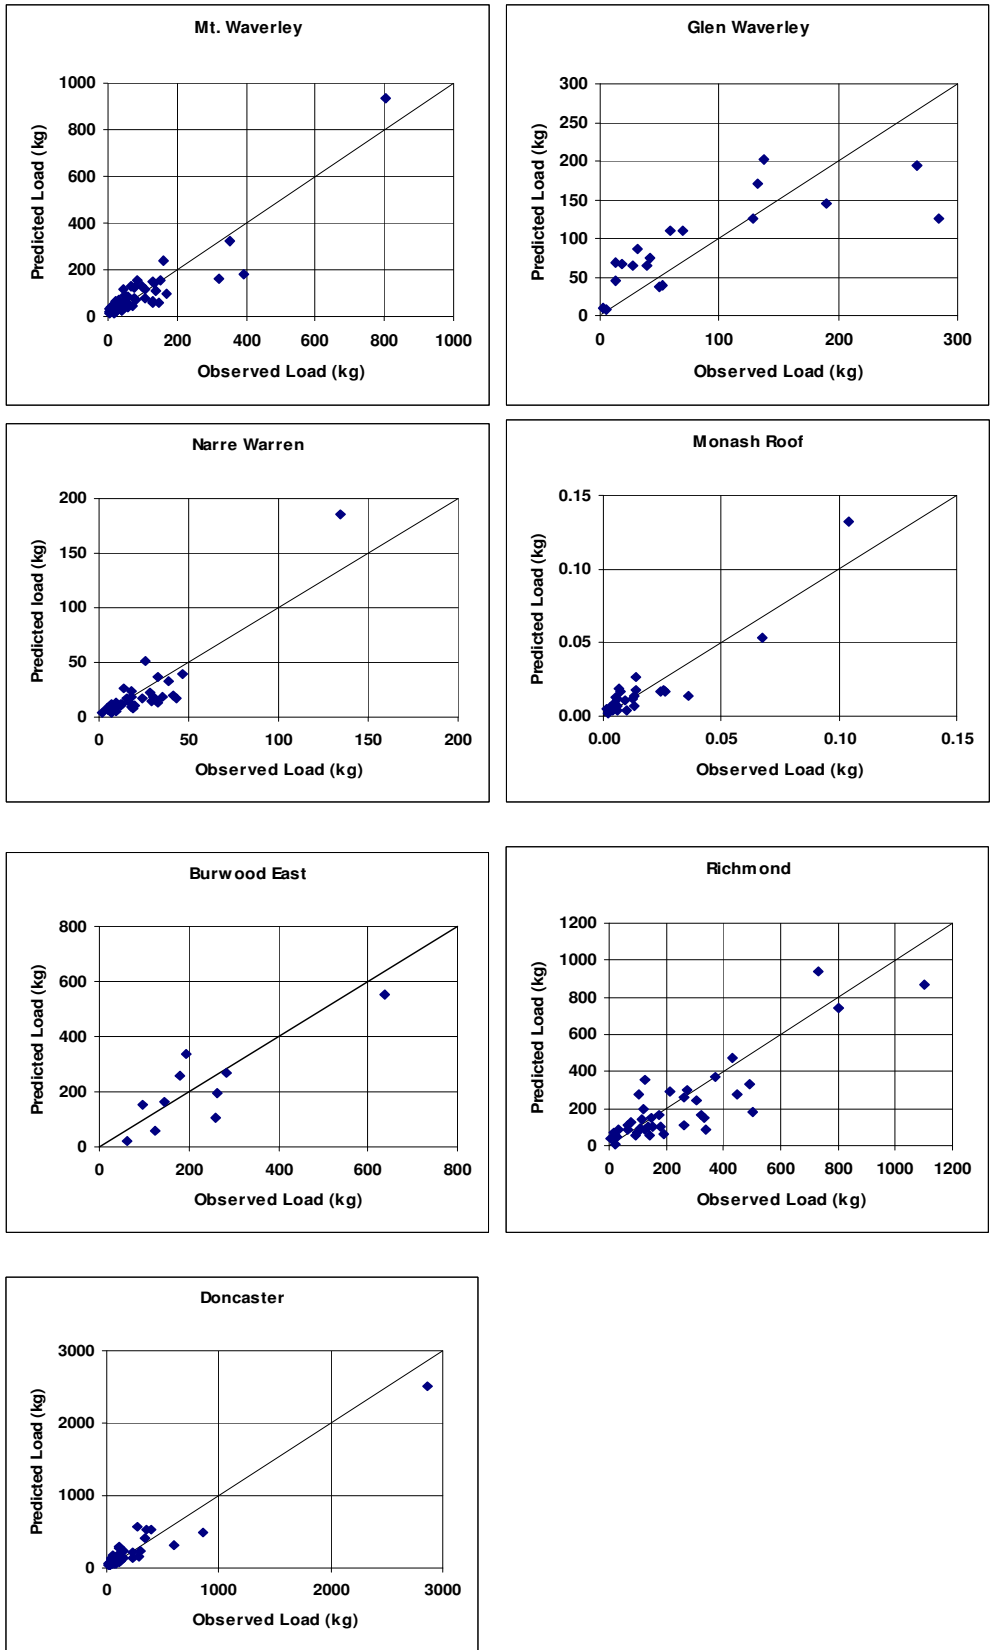 Mt. Waverley
1000
800
600
400
200
0
0 200 400 600 800 1000
Predicted Load (kg)
Observed Load (kg)
Glen Waverley
300
250
200
150
100
50
0
0 100 200 300
Predicted Load (kg)
Observed Load (kg)
Narre Warren
200
150
100
50
0
0 50 100 150 200
Predicted load (kg)
Observed Load (kg)
Monash Roof
0.15
0.10
0.05
0.00
0.00 0.05 0.10 0.15
Predicted Load (kg)
Observed Load (kg)
Burwood East
800
600
400
200
0
0 200 400 600 800
Predicted Load (kg)
Observed Load (kg)
Richmond
1200
1000
800
600
400
200
0
0 200 400 600 800 1000 1200
Predicted Load (kg)
Observed Load (kg)
Doncaster
3000
2000
1000
0
0 1000 2000 3000
Predicted Load (kg)
Observed Load (kg)